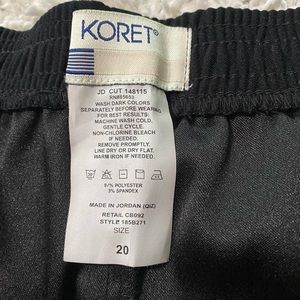 KORET®
JD CUT 148115
RN#65653
WASH DARK COLORS
SEPARATELY BEFORE WEARING
FOR BEST RESULTS:
MACHINE WASH COLD,
GENTLE CYCLE.
NON-CHLORINE BLEACH
IF NEEDED.
REMOVE PROMPTLY,
LINE DRY OR DRY FLAT.
WARM IRON IF NEEDED.
97% POLYESTER
3% SPANDEX
MADE IN JORDAN (QIZ)
RETAIL CB092
STYLE# 185B271
SIZE
20